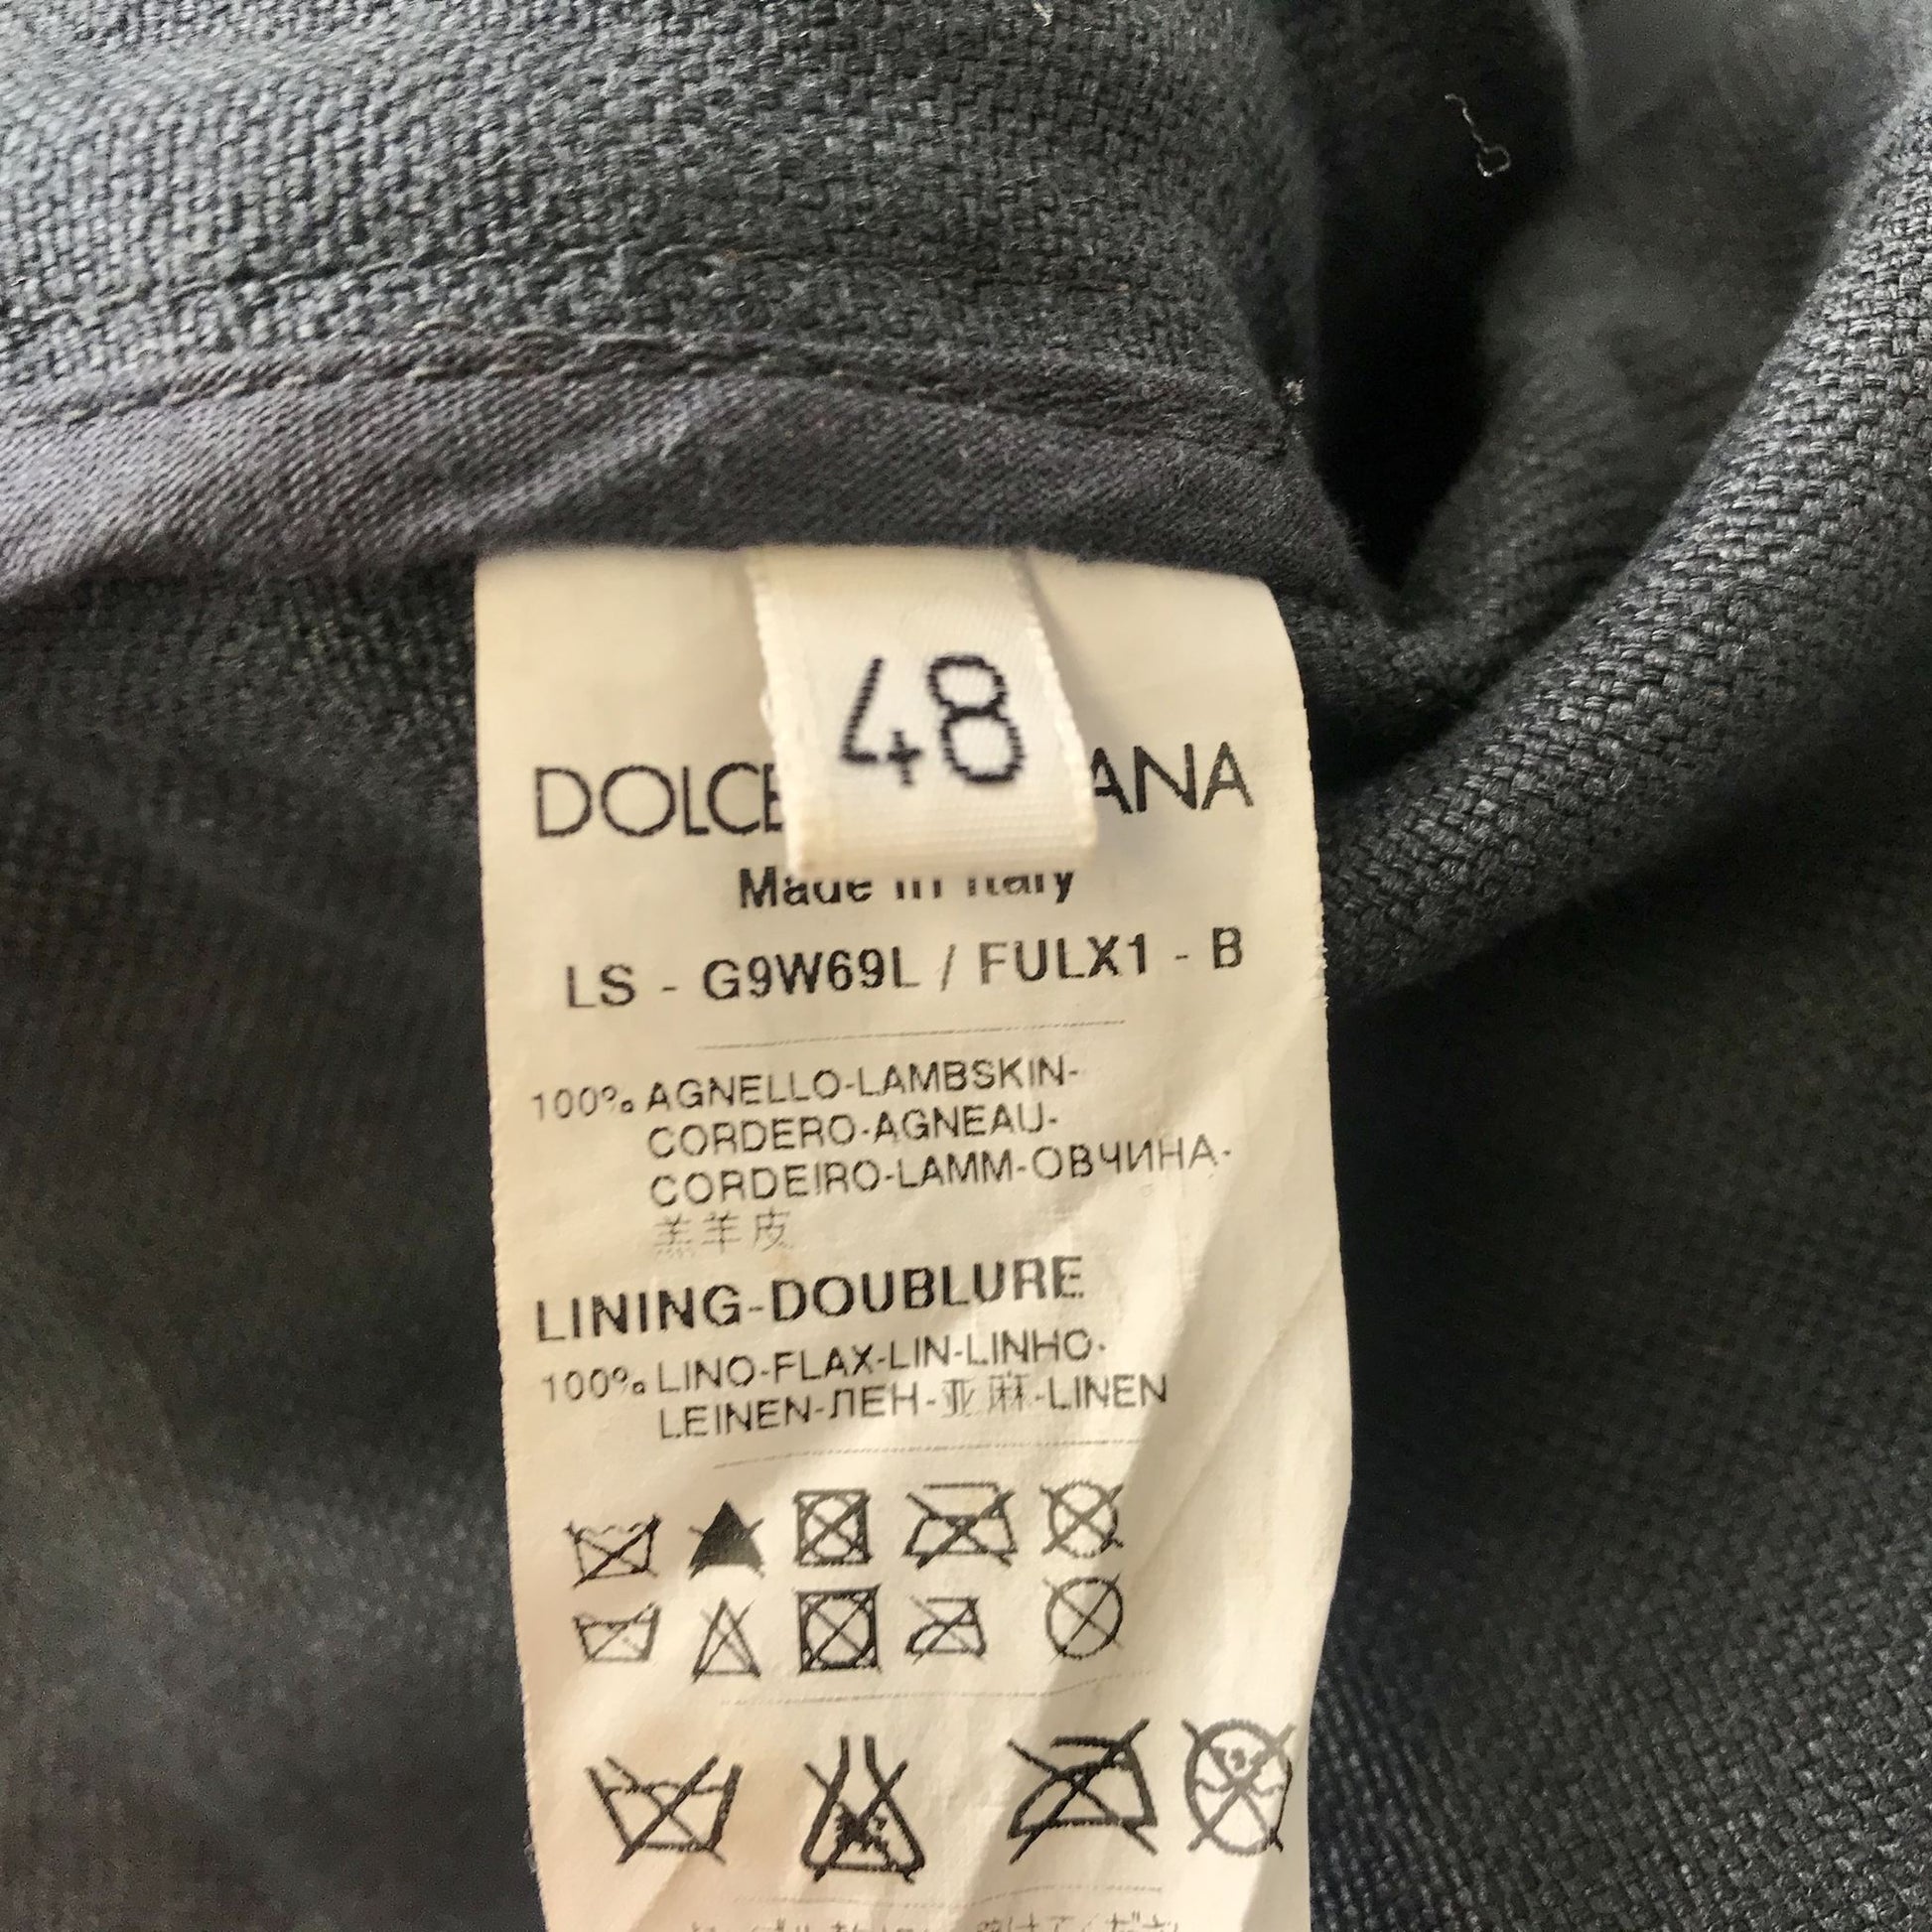 48
DOLCE ANA
Made in Italy
LS - G9W69L / FULX1 - B
100% AGNELLO-LAMBSKIN-
CORDERO-AGNEAU-
CORDEIRO-LAMM-ОВЧИНА-
羊皮
LINING-DOUBLURE
100% LINO-FLAX-LIN-LINHO-
LEINEN-ЛЕН-亚麻-LINEN